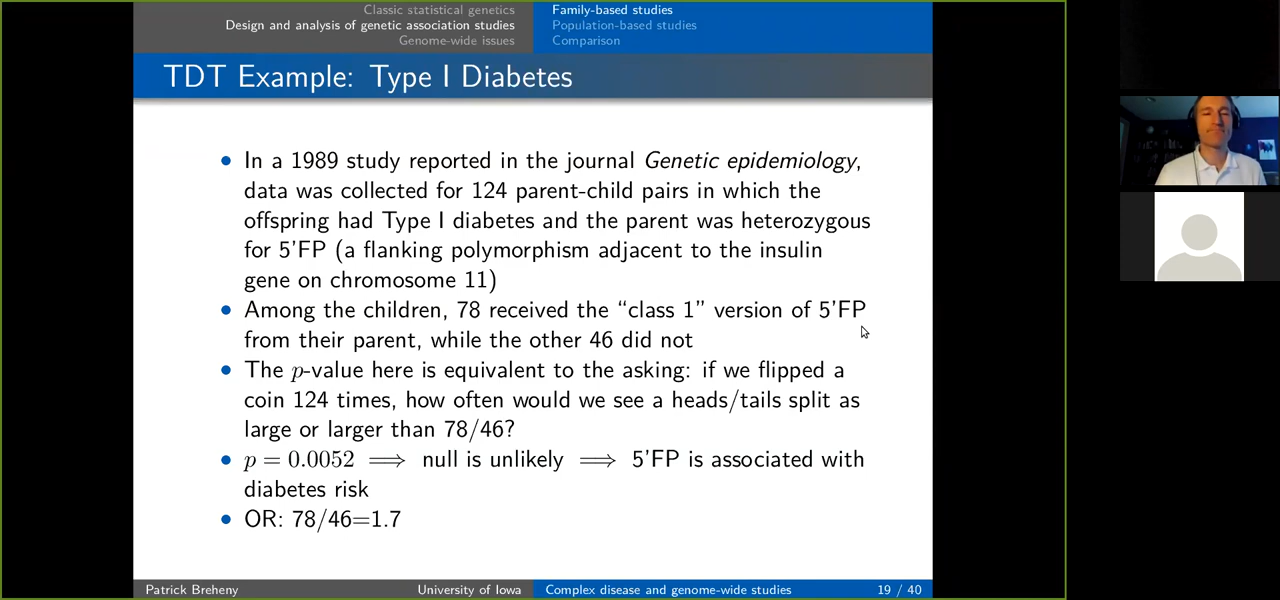 Classic statistical genetics
Design and analysis of genetic association studies
Genome-wide issues
Family-based studies
Population-based studies
Comparison
TDT Example: Type I Diabetes
• In a 1989 study reported in the journal Genetic epidemiology,
data was collected for 124 parent-child pairs in which the
offspring had Type I diabetes and the parent was heterozygous
for 5'FP (a flanking polymorphism adjacent to the insulin
gene on chromosome 11)
• Among the children, 78 received the “class 1” version of 5'FP
from their parent, while the other 46 did not
• The p-value here is equivalent to the asking: if we flipped a
coin 124 times, how often would we see a heads/tails split as
large or larger than 78/46?
• p = 0.0052 ⟹ null is unlikely ⟹ 5'FP is associated with
diabetes risk
• OR: 78/46=1.7
Patrick Breheny University of Iowa Complex disease and genome-wide studies 19 / 40